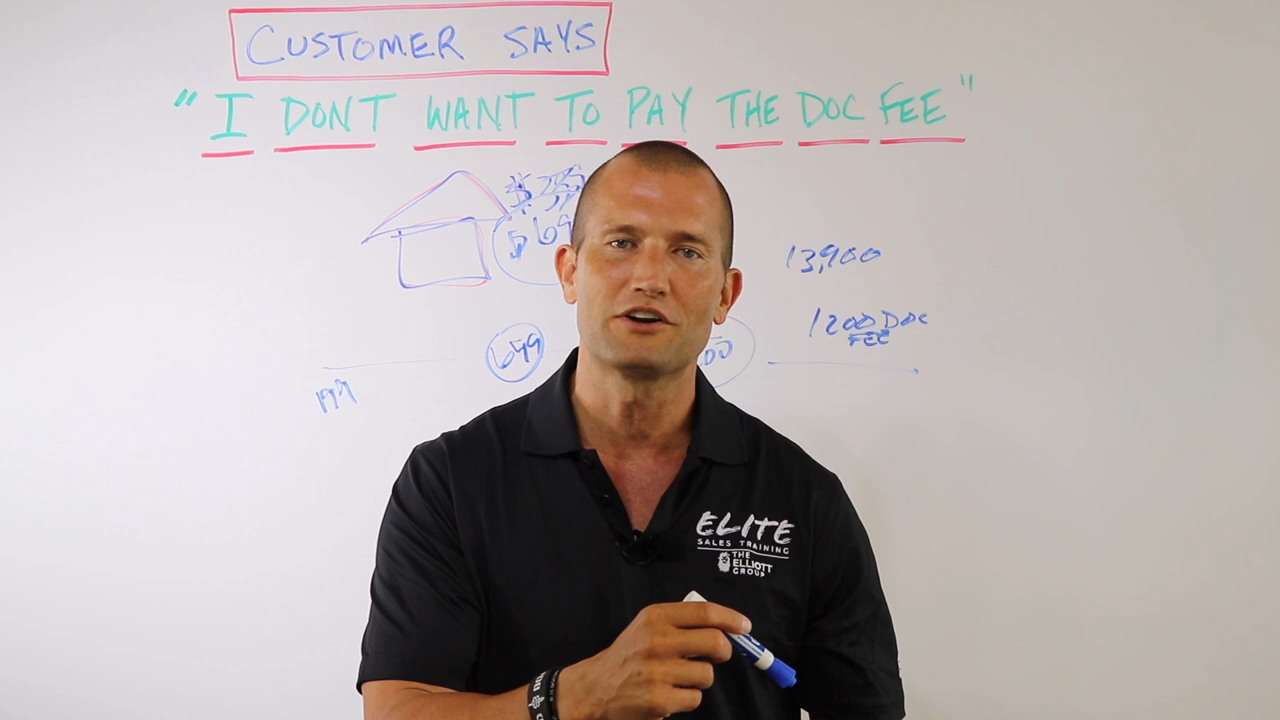 CUSTOMER SAYS
"I DONT WANT TO PAY THE DOC FEE"
13,900
1200 DOC
FEE
699
199
ELITE
SALES TRAINING
THE
ELLIOTT
GROUP